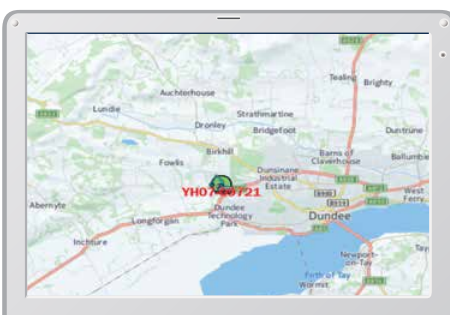 Tealing
Brighty
Auchterhouse
Lundie
Strathmartine
Dronley
Bridgefoot
Duntrune
Birkhill
Barns of
Claverhouse
Ballumbie
Fowlis
Dunsinane
Industrial
Estate
West
Ferry
Abernyte
Dundee
Technology
Park
Dundee
Longforgan
Inchture
Newport-
on-Tay
Tay
Firth of Tay
Wormit